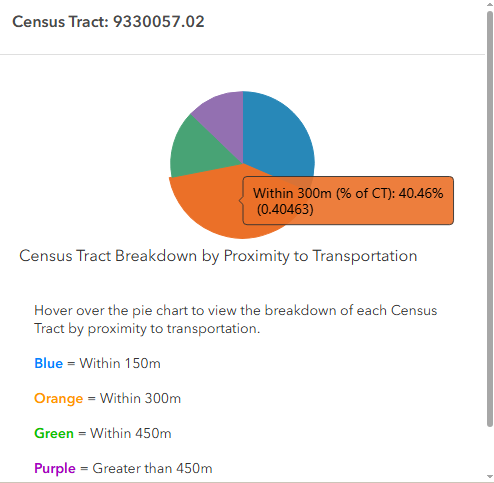 Census Tract: 9330057.02
Within 300m (% of CT): 40.46%
(0.40463)
Census Tract Breakdown by Proximity to Transportation
Hover over the pie chart to view the breakdown of each Census
Tract by proximity to transportation.
Blue = Within 150m
Orange = Within 300m
Green = Within 450m
Purple = Greater than 450m